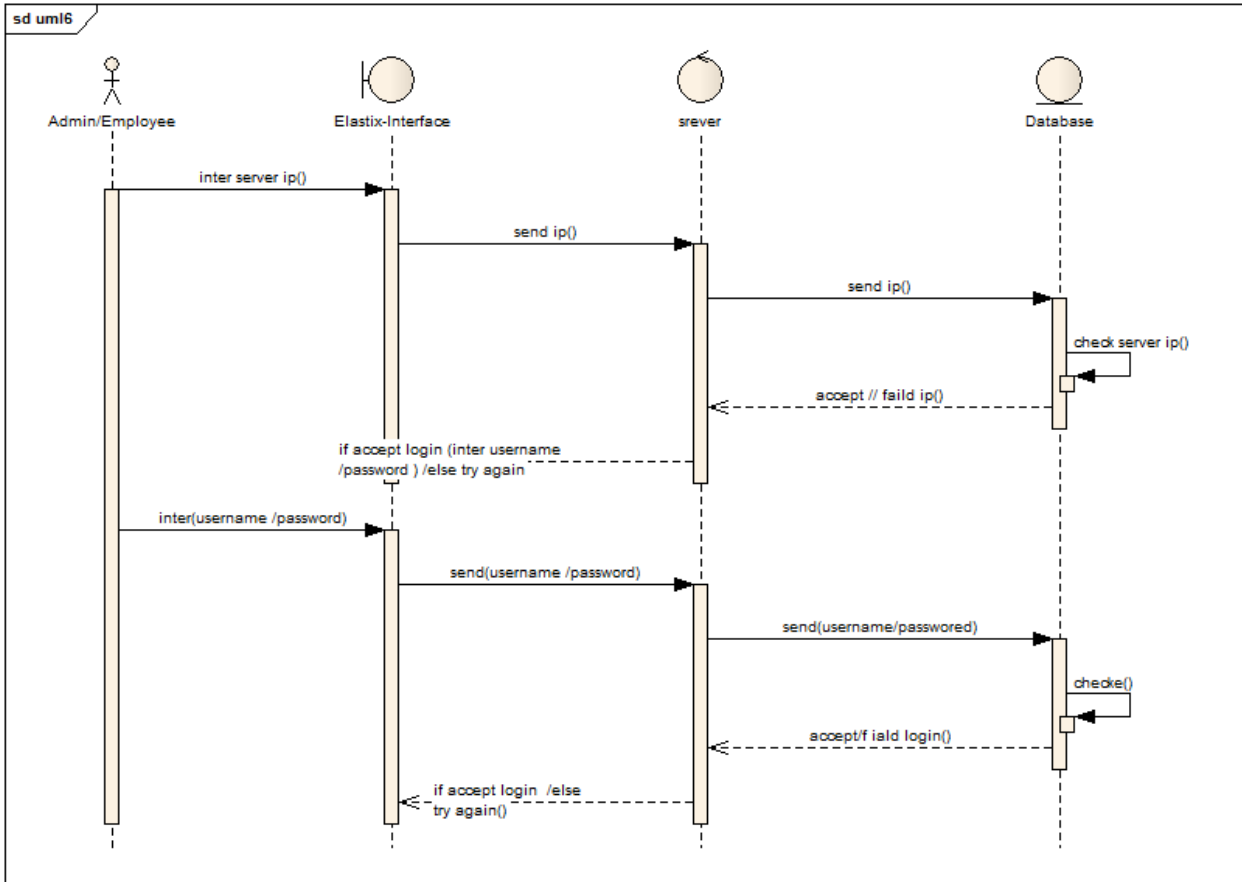 sd uml6
Admin/Employee
Elastix-Interface
srever
Database
inter server ip()
send ip()
send ip()
check server ip()
accept // faild ip()
if accept login (inter username
/password ) /else try again
inter(username /password)
send(username /password)
send(username/passwored)
checke()
accept/f iald login()
if accept login /else
try again()